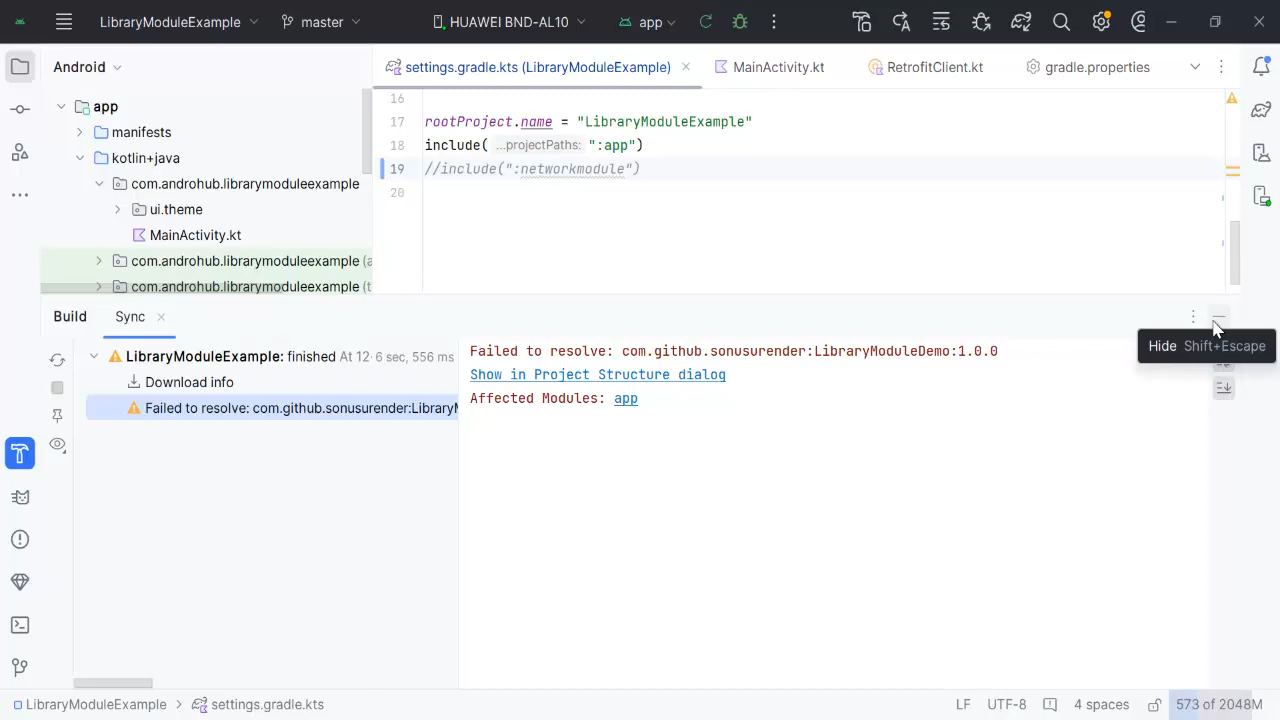 LibraryModuleExample master HUAWEI BND-AL10 app
Android
settings.gradle.kts (LibraryModuleExample) MainActivity.kt RetrofitClient.kt gradle.properties
app
manifests
kotlin+java
com.androhub.librarymoduleexample
ui.theme
MainActivity.kt
com.androhub.librarymoduleexample (a
com.androhub.librarymoduleexample (t
16
17 rootProject.name = "LibraryModuleExample"
18 include( ...projectPaths: ":app")
19 //include(":networkmodule")
20
Build Sync
Hide Shift+Escape
LibraryModuleExample: finished At 12· 6 sec, 556 ms
Download info
Failed to resolve: com.github.sonusurender:LibraryM
Failed to resolve: com.github.sonusurender:LibraryModuleDemo:1.0.0
Show in Project Structure dialog
Affected Modules: app
LibraryModuleExample > settings.gradle.kts LF UTF-8 4 spaces 573 of 2048M